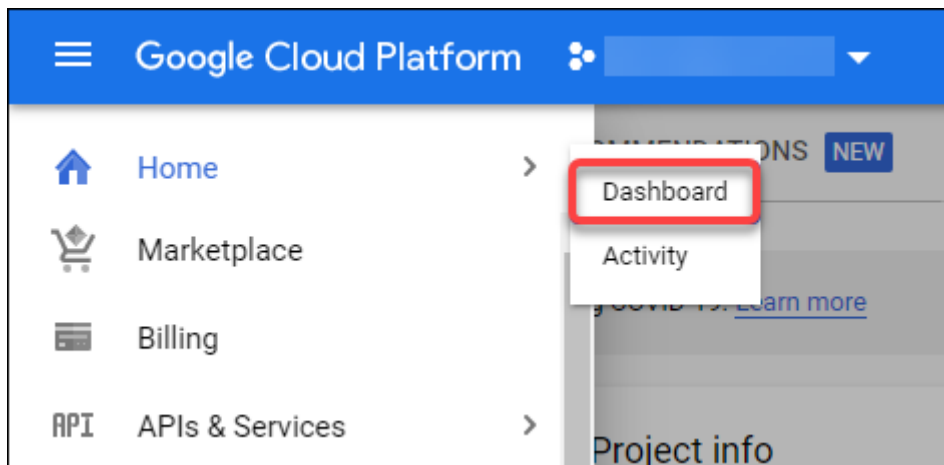 Google Cloud Platform
NEW
Home
Dashboard
Marketplace
Activity
Learn more
Billing
API APIs & Services
Project info